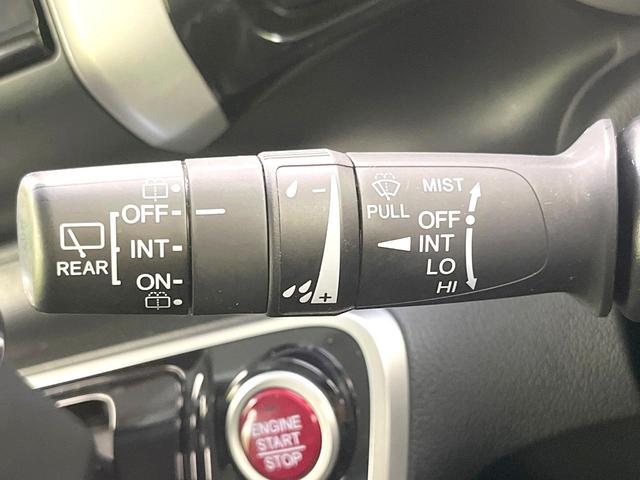 OFF
INT
REAR
ON
−
+
PULL
MIST
OFF
INT
LO
HI
ENGINE
START
STOP